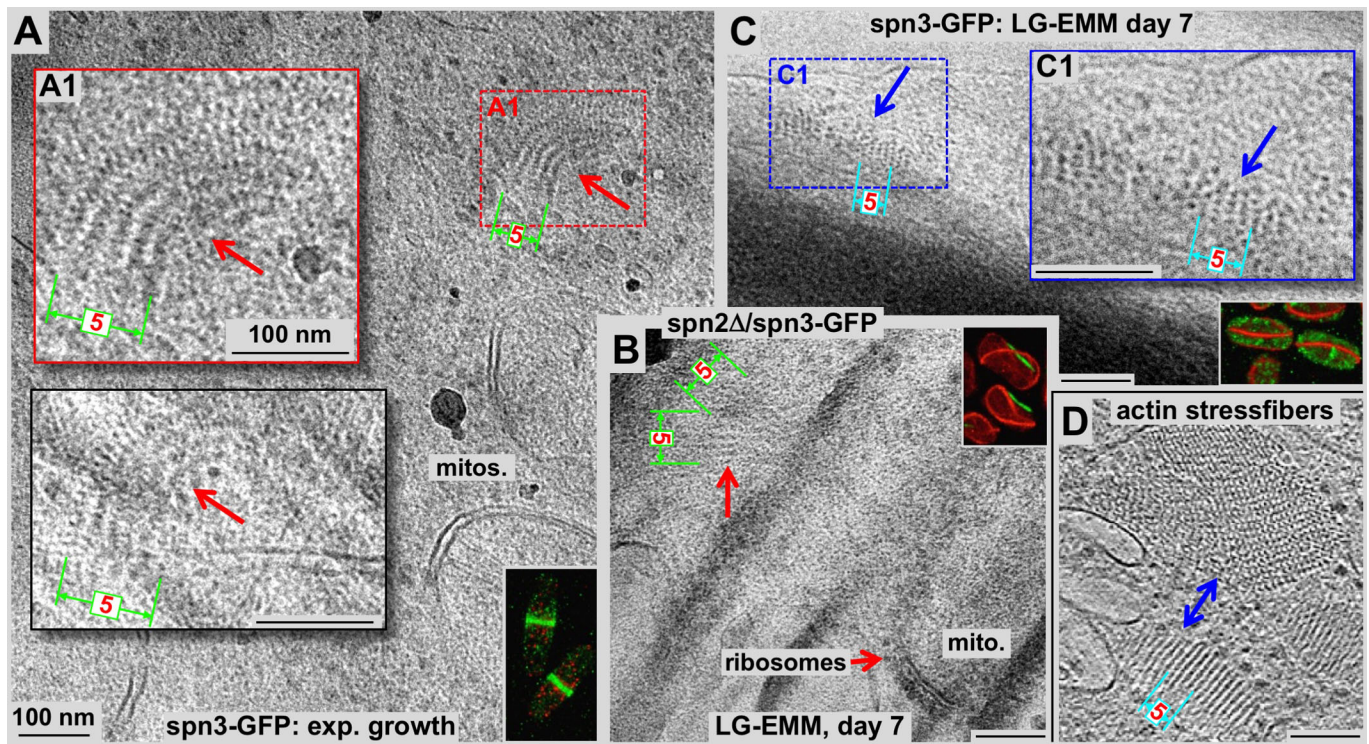 A
A1
5
100 nm
A1
5
mitos.
5
100 nm
spn3-GFP: exp. growth
spn2Δ/spn3-GFP
B
5
5
ribosomes
mito.
LG-EMM, day 7
C
spn3-GFP: LG-EMM day 7
C1
5
C1
5
D
actin stressfibers
5